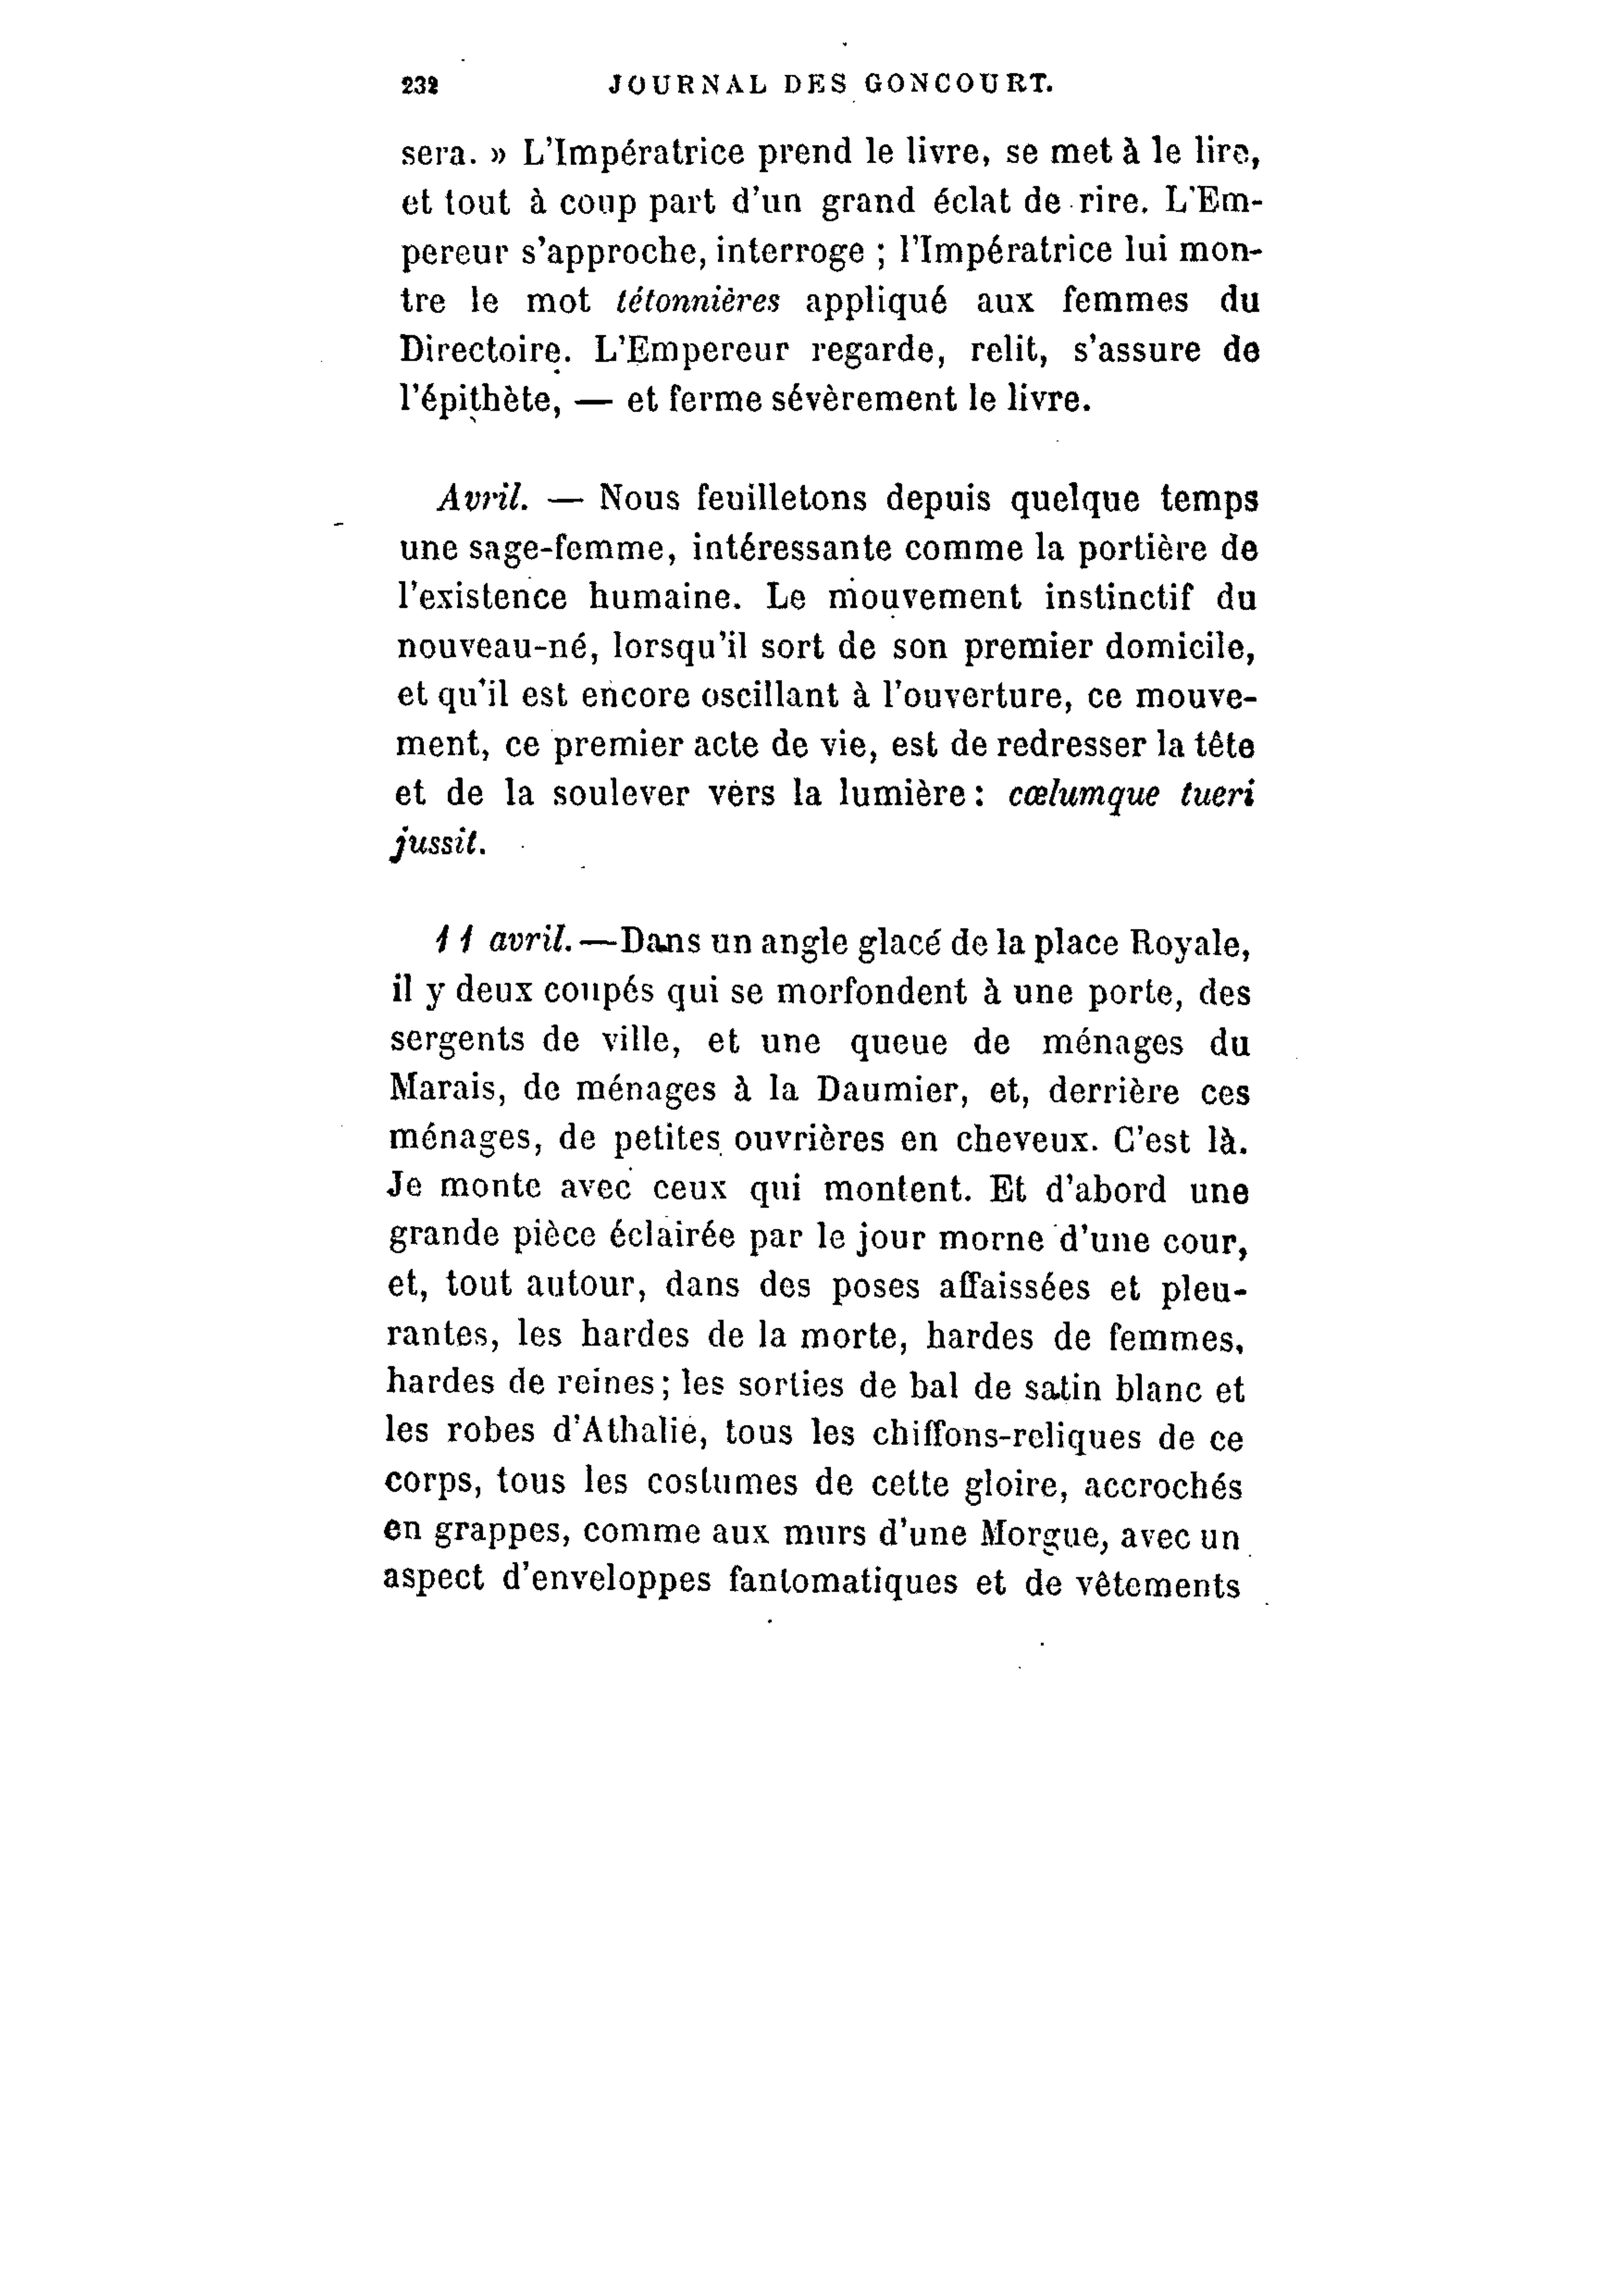 232 JOURNAL DES GONCOURT.
sera. » L'Impératrice prend le livre, se met à le lire,
et tout à coup part d'un grand éclat de rire. L'Em-
pereur s'approche, interroge ; l'Impératrice lui mon-
tre le mot tétonnières appliqué aux femmes du
Directoire. L'Empereur regarde, relit, s'assure de
l'épithète, — et ferme sévèrement le livre.
Avril. — Nous feuilletons depuis quelque temps
une sage-femme, intéressante comme la portière de
l'existence humaine. Le mouvement instinctif du
nouveau-né, lorsqu'il sort de son premier domicile,
et qu'il est encore oscillant à l'ouverture, ce mouve-
ment, ce premier acte de vie, est de redresser la tête
et de la soulever vers la lumière : cœlumque tueri
jussit.
11 avril. — Dans un angle glacé de la place Royale,
il y deux coupés qui se morfondent à une porte, des
sergents de ville, et une queue de ménages du
Marais, de ménages à la Daumier, et, derrière ces
ménages, de petites ouvrières en cheveux. C'est là.
Je monte avec ceux qui montent. Et d'abord une
grande pièce éclairée par le jour morne d'une cour,
et, tout autour, dans des poses affaissées et pleu-
rantes, les hardes de la morte, hardes de femmes,
hardes de reines ; les sorties de bal de satin blanc et
les robes d'Athalie, tous les chiffons-reliques de ce
corps, tous les costumes de cette gloire, accrochés
en grappes, comme aux murs d'une Morgue, avec un
aspect d'enveloppes fantomatiques et de vêtements